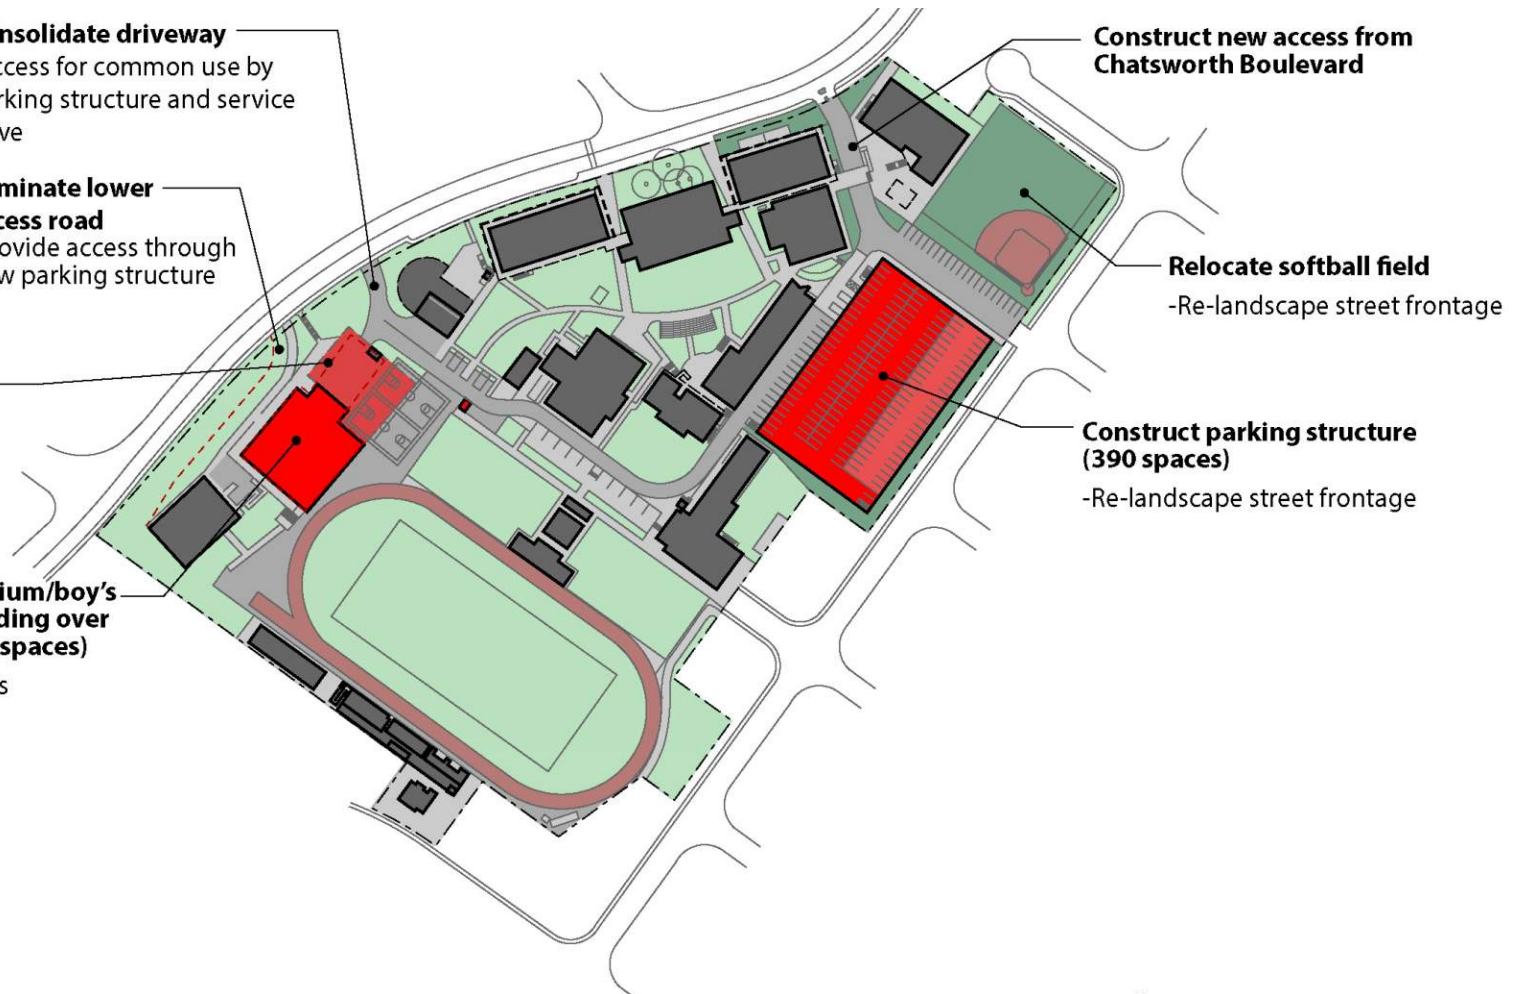 nsolidate driveway
ccess for common use by
rking structure and service
ve
minate lower
cess road
ovide access through
w parking structure
ium/boy's
ding over
spaces)
s
Construct new access from
Chatsworth Boulevard
Relocate softball field
-Re-landscape street frontage
Construct parking structure
(390 spaces)
-Re-landscape street frontage